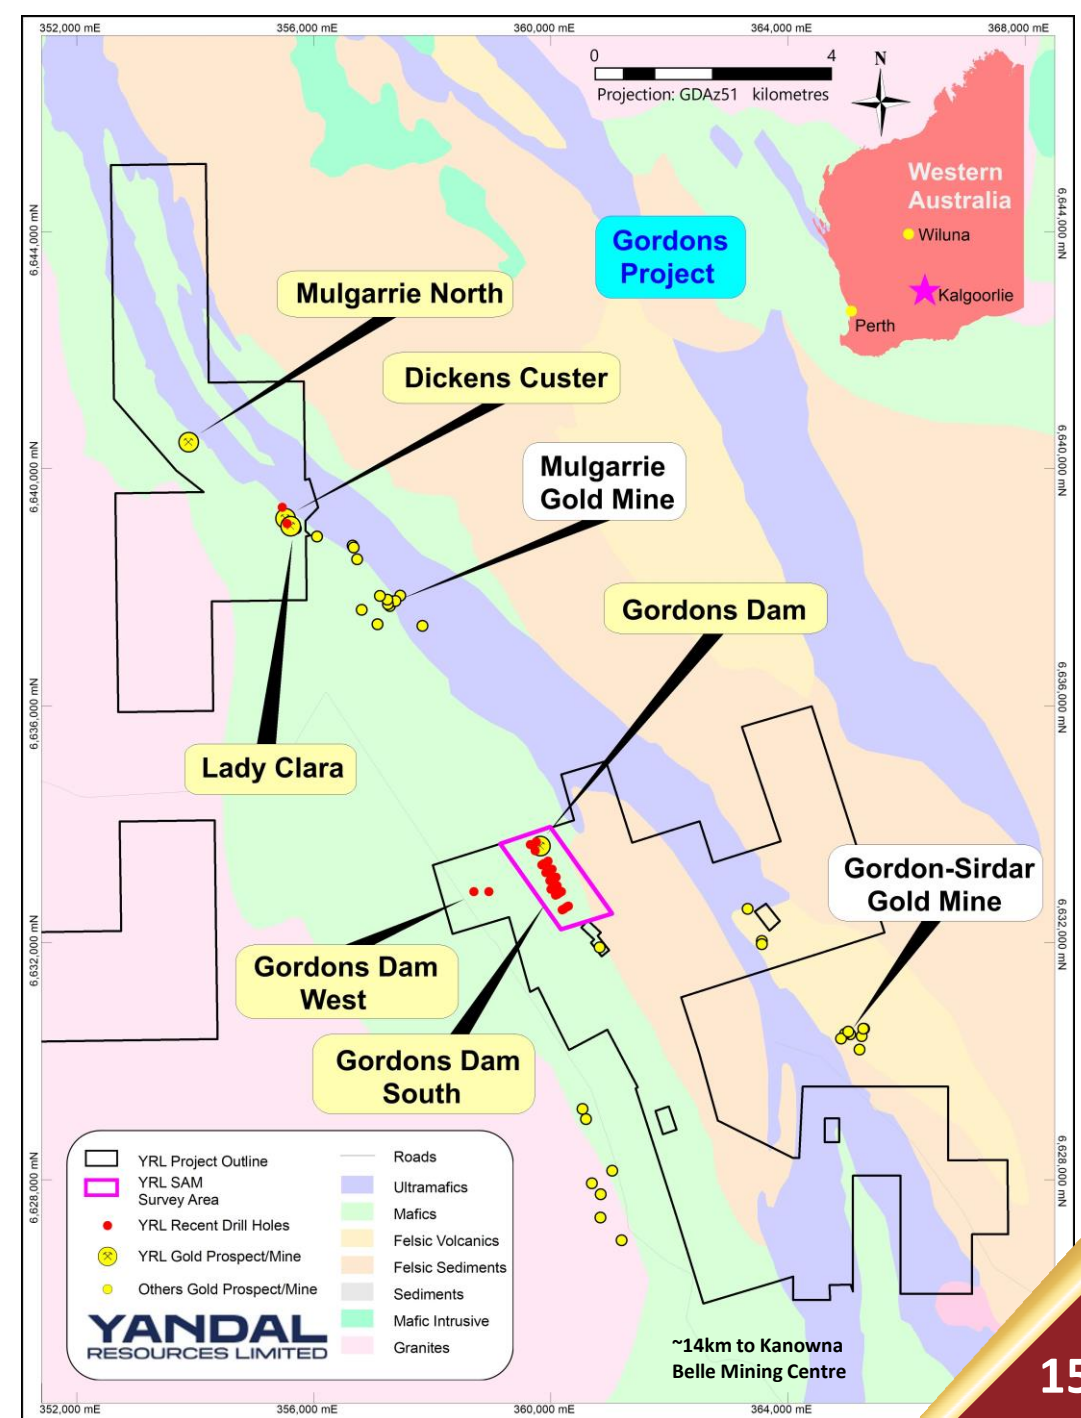 352,000 mE
356,000 mE
360,000 mE
364,000 mE
368,000 mE
0
4
Projection: GDAz51 kilometres
N
Western
Australia
Wiluna
Kalgoorlie
Perth
Gordons
Project
6,644,000 mN
6,644,000 mN
Mulgarrie North
Dickens Custer
Mulgarrie
Gold Mine
6,640,000 mN
6,640,000 mN
Gordons Dam
6,636,000 mN
6,636,000 mN
Lady Clara
Gordon-Sirdar
Gold Mine
6,632,000 mN
6,632,000 mN
Gordons Dam
West
Gordons Dam
South
6,628,000 mN
6,628,000 mN
YRL Project Outline
YRL SAM
Survey Area
YRL Recent Drill Holes
YRL Gold Prospect/Mine
Others Gold Prospect/Mine
YANDAL
RESOURCES LIMITED
Roads
Ultramafics
Mafics
Felsic Volcanics
Felsic Sediments
Sediments
Mafic Intrusive
Granites
~14km to Kanowna
Belle Mining Centre
15
352,000 mE
356,000 mE
360,000 mE
364,000 mE